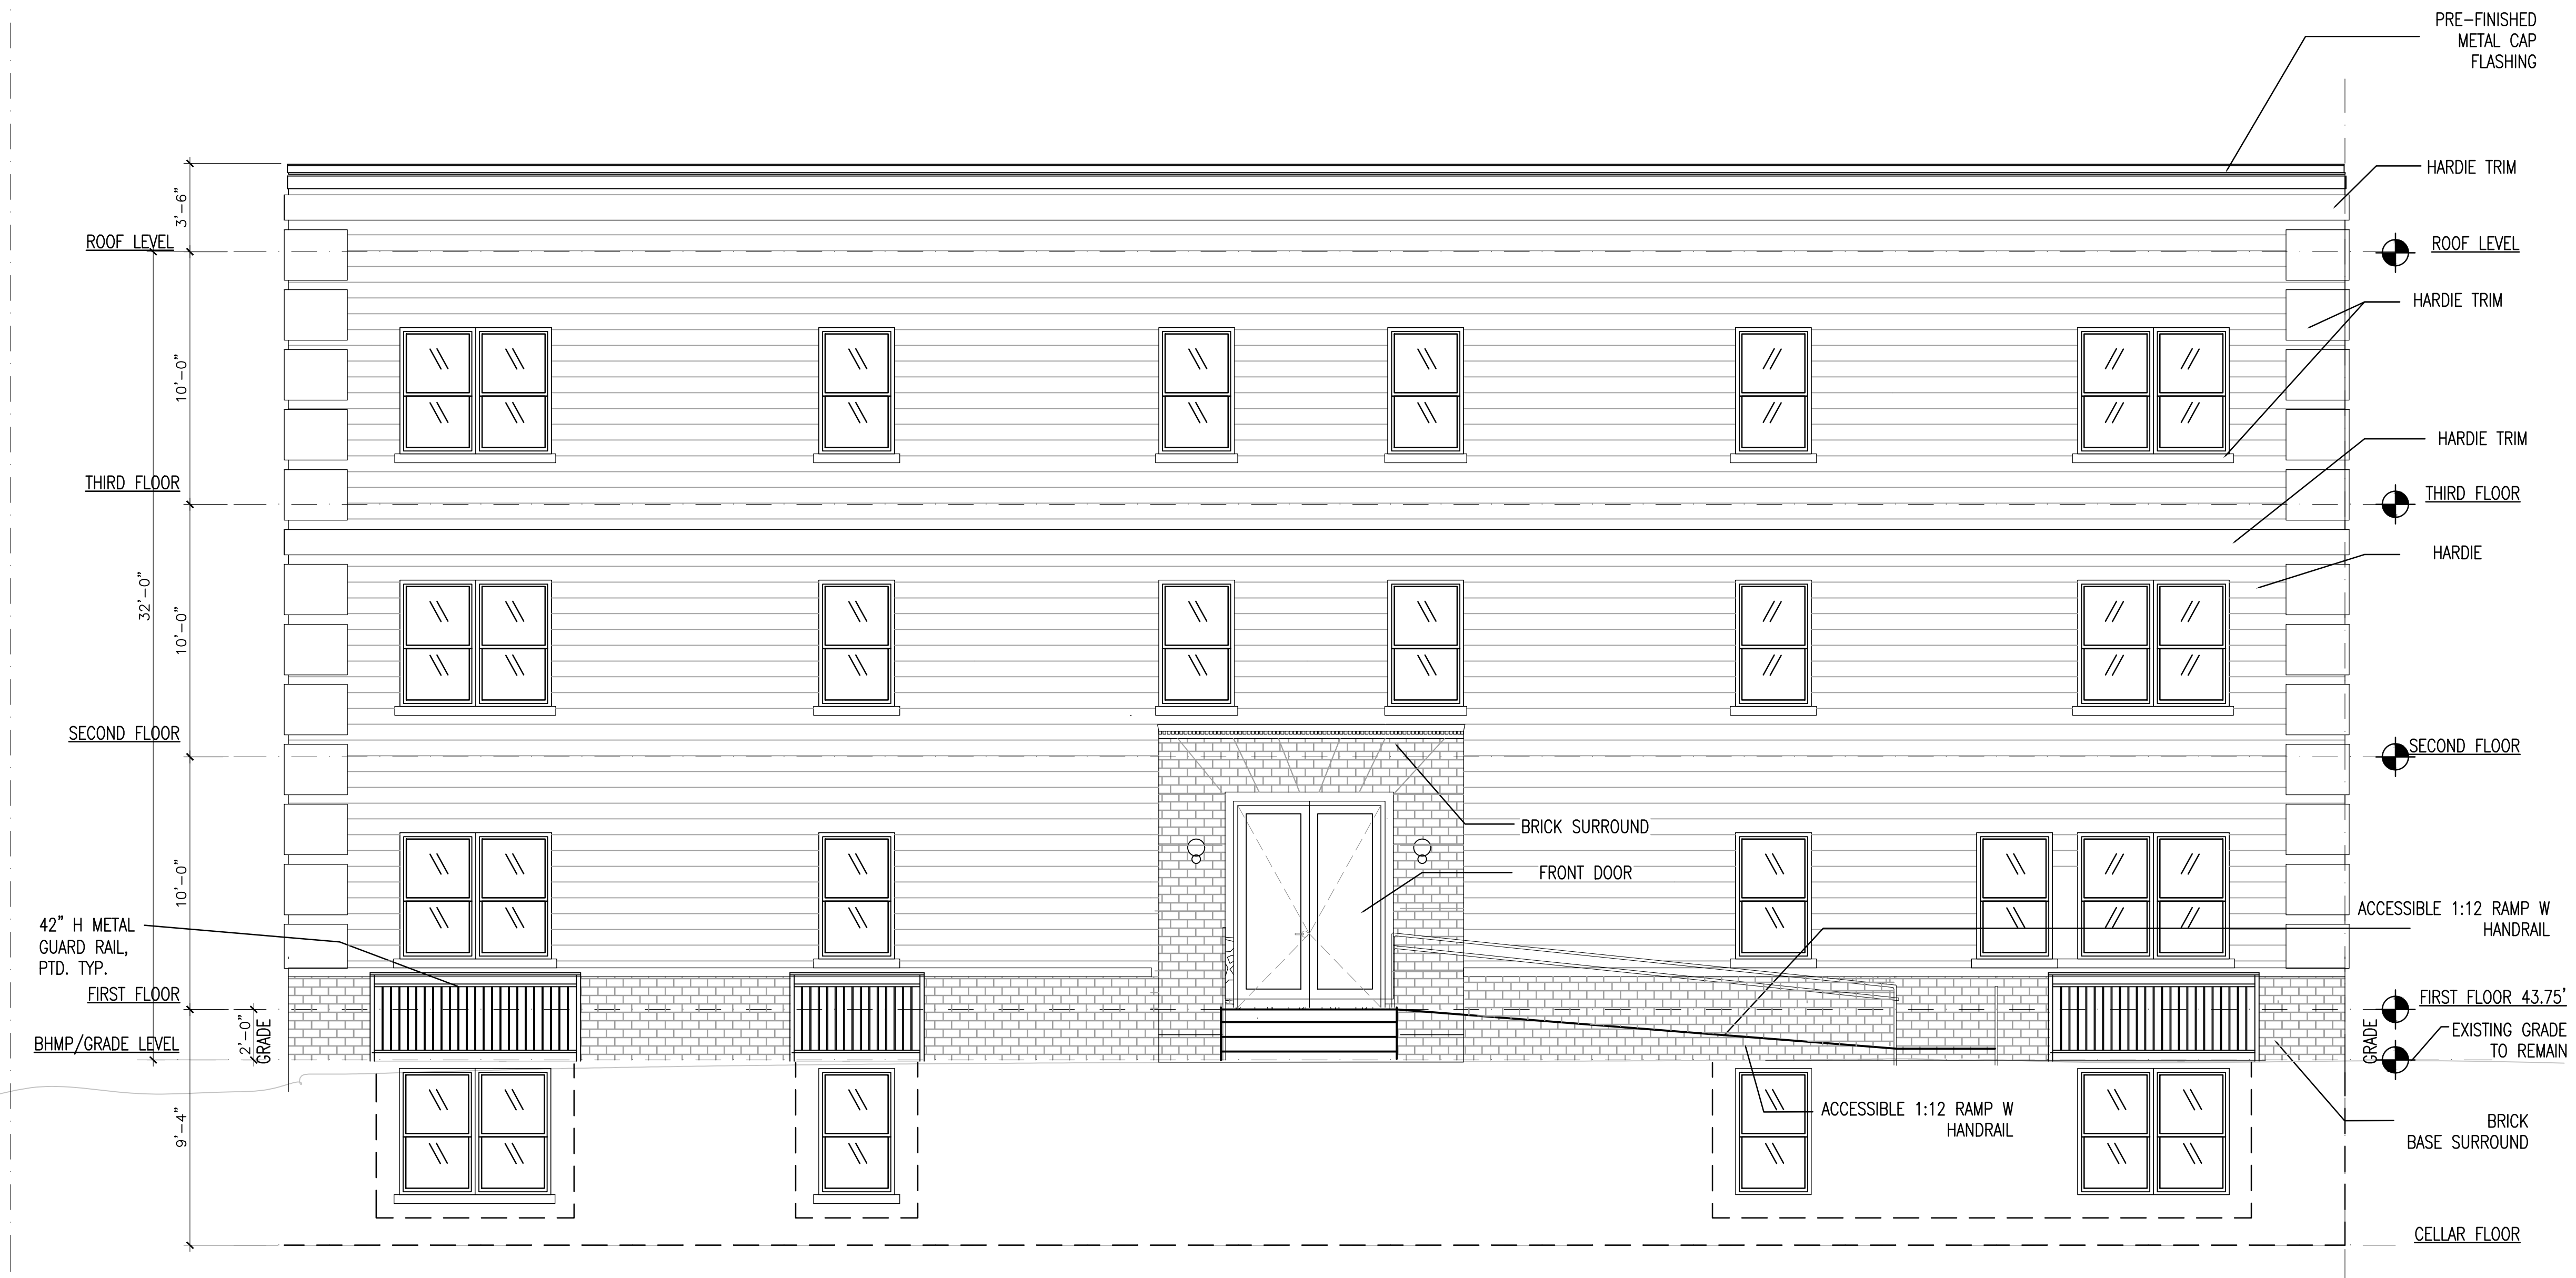 PRE-FINISHED
METAL CAP
FLASHING
HARDIE TRIM
3'-6"
ROOF LEVEL
ROOF LEVEL
HARDIE TRIM
10'-0"
HARDIE TRIM
THIRD FLOOR
THIRD FLOOR
HARDIE
32'-0"
10'-0"
SECOND FLOOR
SECOND FLOOR
BRICK SURROUND
FRONT DOOR
10'-0"
42" H METAL
GUARD RAIL,
PTD. TYP.
ACCESSIBLE 1:12 RAMP W
HANDRAIL
FIRST FLOOR
FIRST FLOOR 43.75'
2'-0"
GRADE
GRADE
EXISTING GRADE
TO REMAIN
BHMP/GRADE LEVEL
9'-4"
ACCESSIBLE 1:12 RAMP W
HANDRAIL
BRICK
BASE SURROUND
CELLAR FLOOR